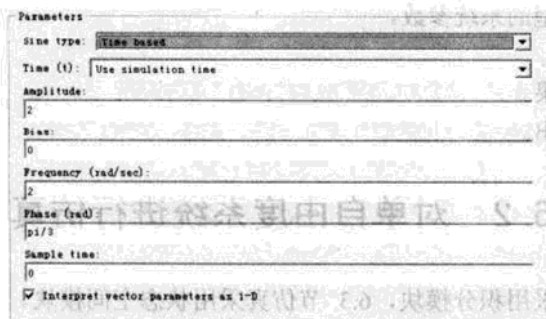 Parameters
Sine type: Time based
Time (t): Use simulation time
Amplitude:
2
Bias:
0
Frequency (rad/sec):
2
Phase (rad)
pi/3
Sample time:
0
Interpret vector parameters as 1-D